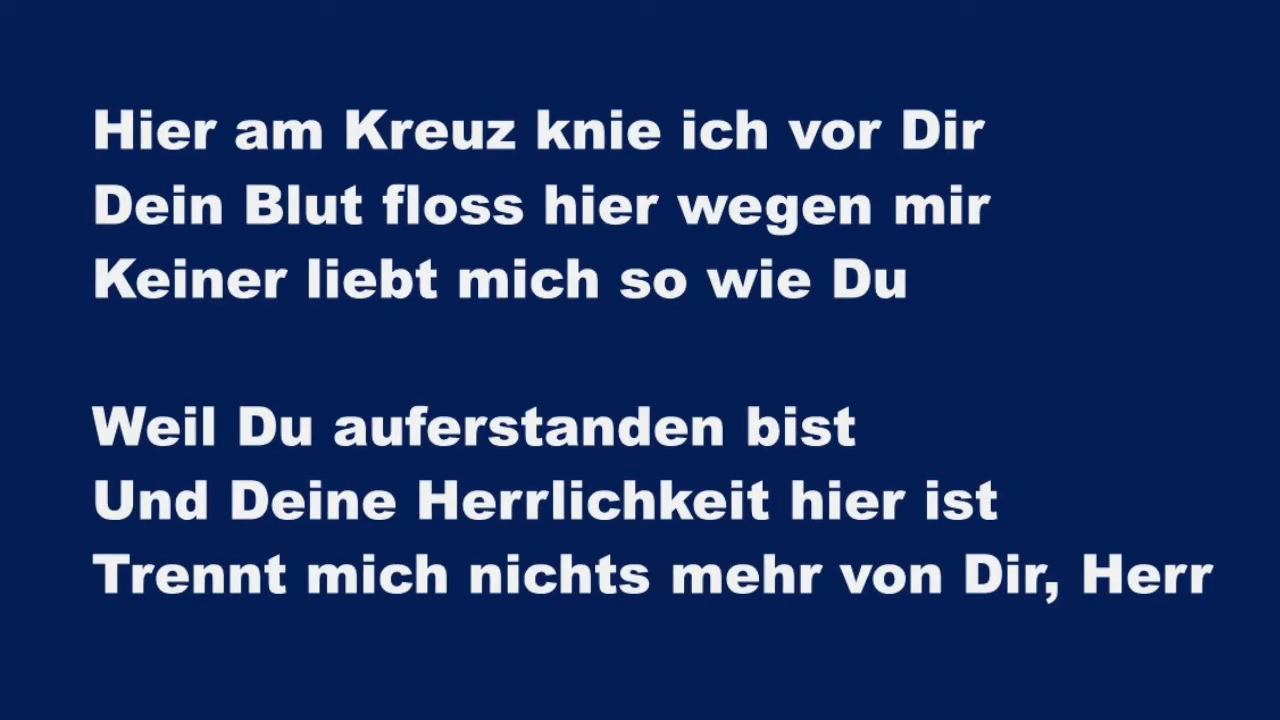 Hier am Kreuz knie ich vor Dir
Dein Blut floss hier wegen mir
Keiner liebt mich so wie Du
Weil Du auferstanden bist
Und Deine Herrlichkeit hier ist
Trennt mich nichts mehr von Dir, Herr